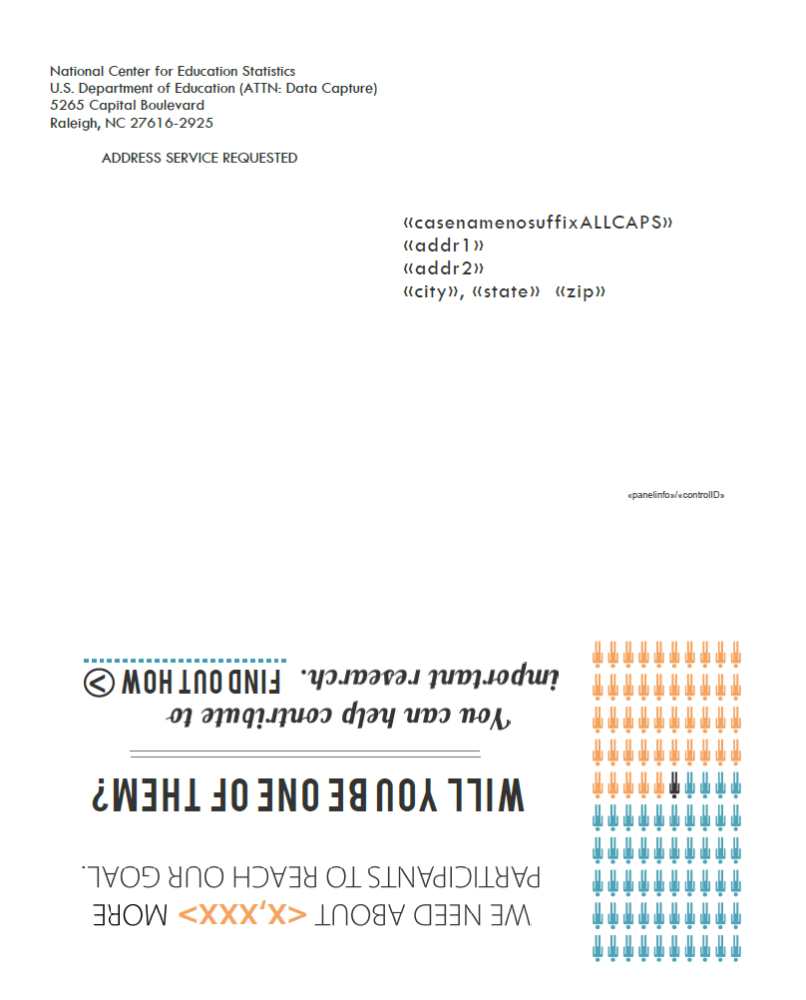 National Center for Education Statistics
U.S. Department of Education (ATTN: Data Capture)
5265 Capital Boulevard
Raleigh, NC 27616-2925
ADDRESS SERVICE REQUESTED
«casenamenosuffixALLCAPS»
«addr1»
«addr2»
«city», «state» «zip»
«panelinfo»/«controlID»
WE NEED ABOUT <X,XXX> MORE
PARTICIPANTS TO REACH OUR GOAL.
WILL YOU BE ONE OF THEM?
You can help contribute to
important research. FIND OUT HOW >